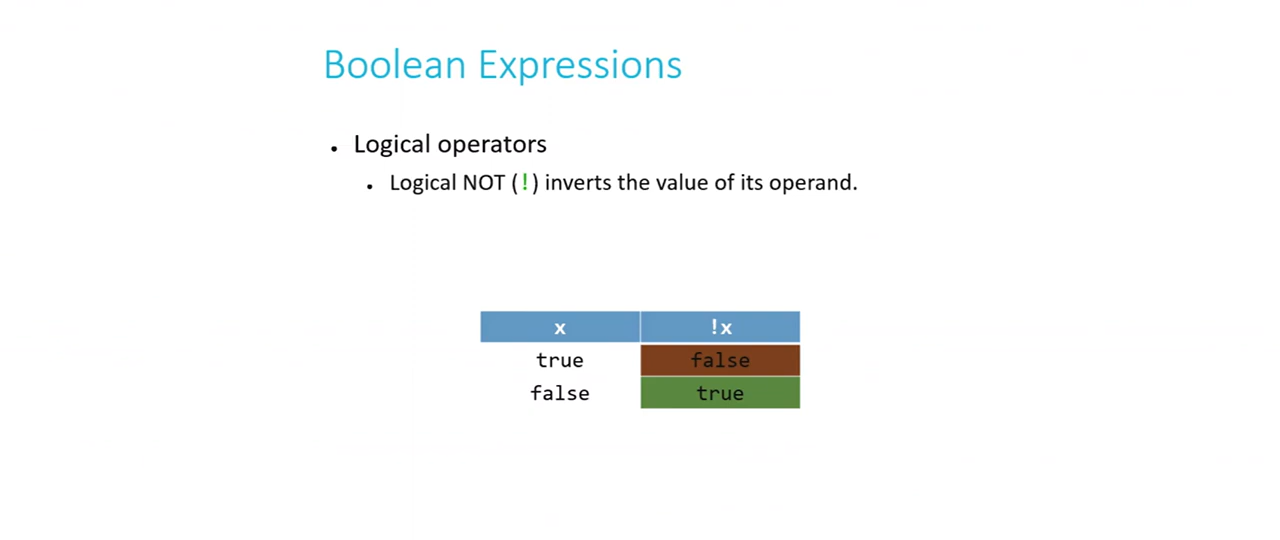 Boolean Expressions
• Logical operators
• Logical NOT (!) inverts the value of its operand.
x !x
true false
false true